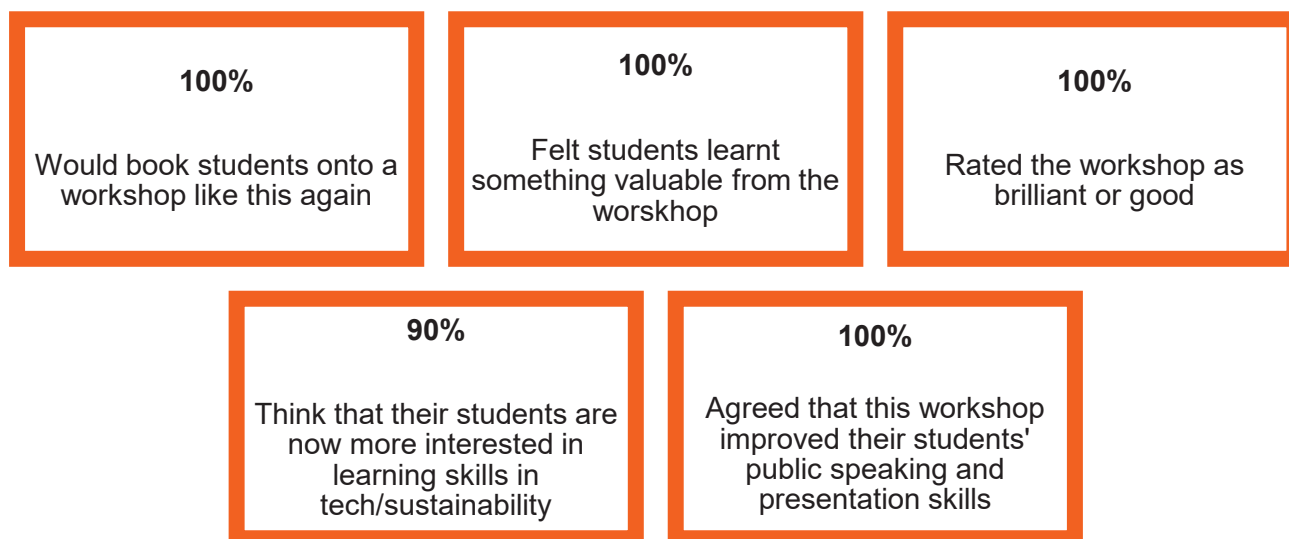 100%
Would book students onto a
workshop like this again
100%
Felt students learnt
something valuable from the
worskhop
100%
Rated the workshop as
brilliant or good
90%
Think that their students are
now more interested in
learning skills in
tech/sustainability
100%
Agreed that this workshop
improved their students'
public speaking and
presentation skills